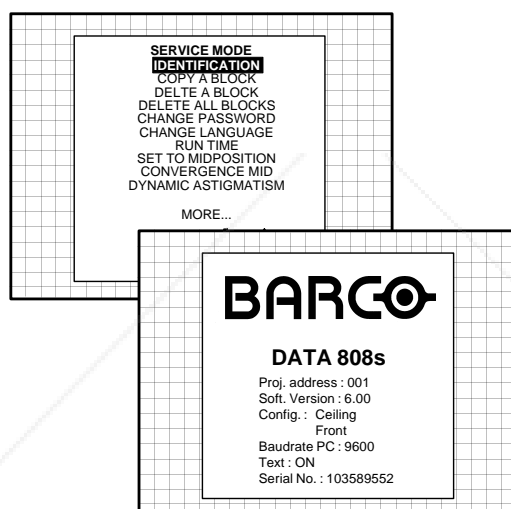 SERVICE MODE
IDENTIFICATION
COPY A BLOCK
DELTE A BLOCK
DELETE ALL BLOCKS
CHANGE PASSWORD
CHANGE LANGUAGE
RUN TIME
SET TO MIDPOSITION
CONVERGENCE MID
DYNAMIC ASTIGMATISM
MORE...
BARCO
DATA 808s
Proj. address : 001
Soft. Version : 6.00
Config. : Ceiling
Front
Baudrate PC : 9600
Text : ON
Serial No. : 103589552